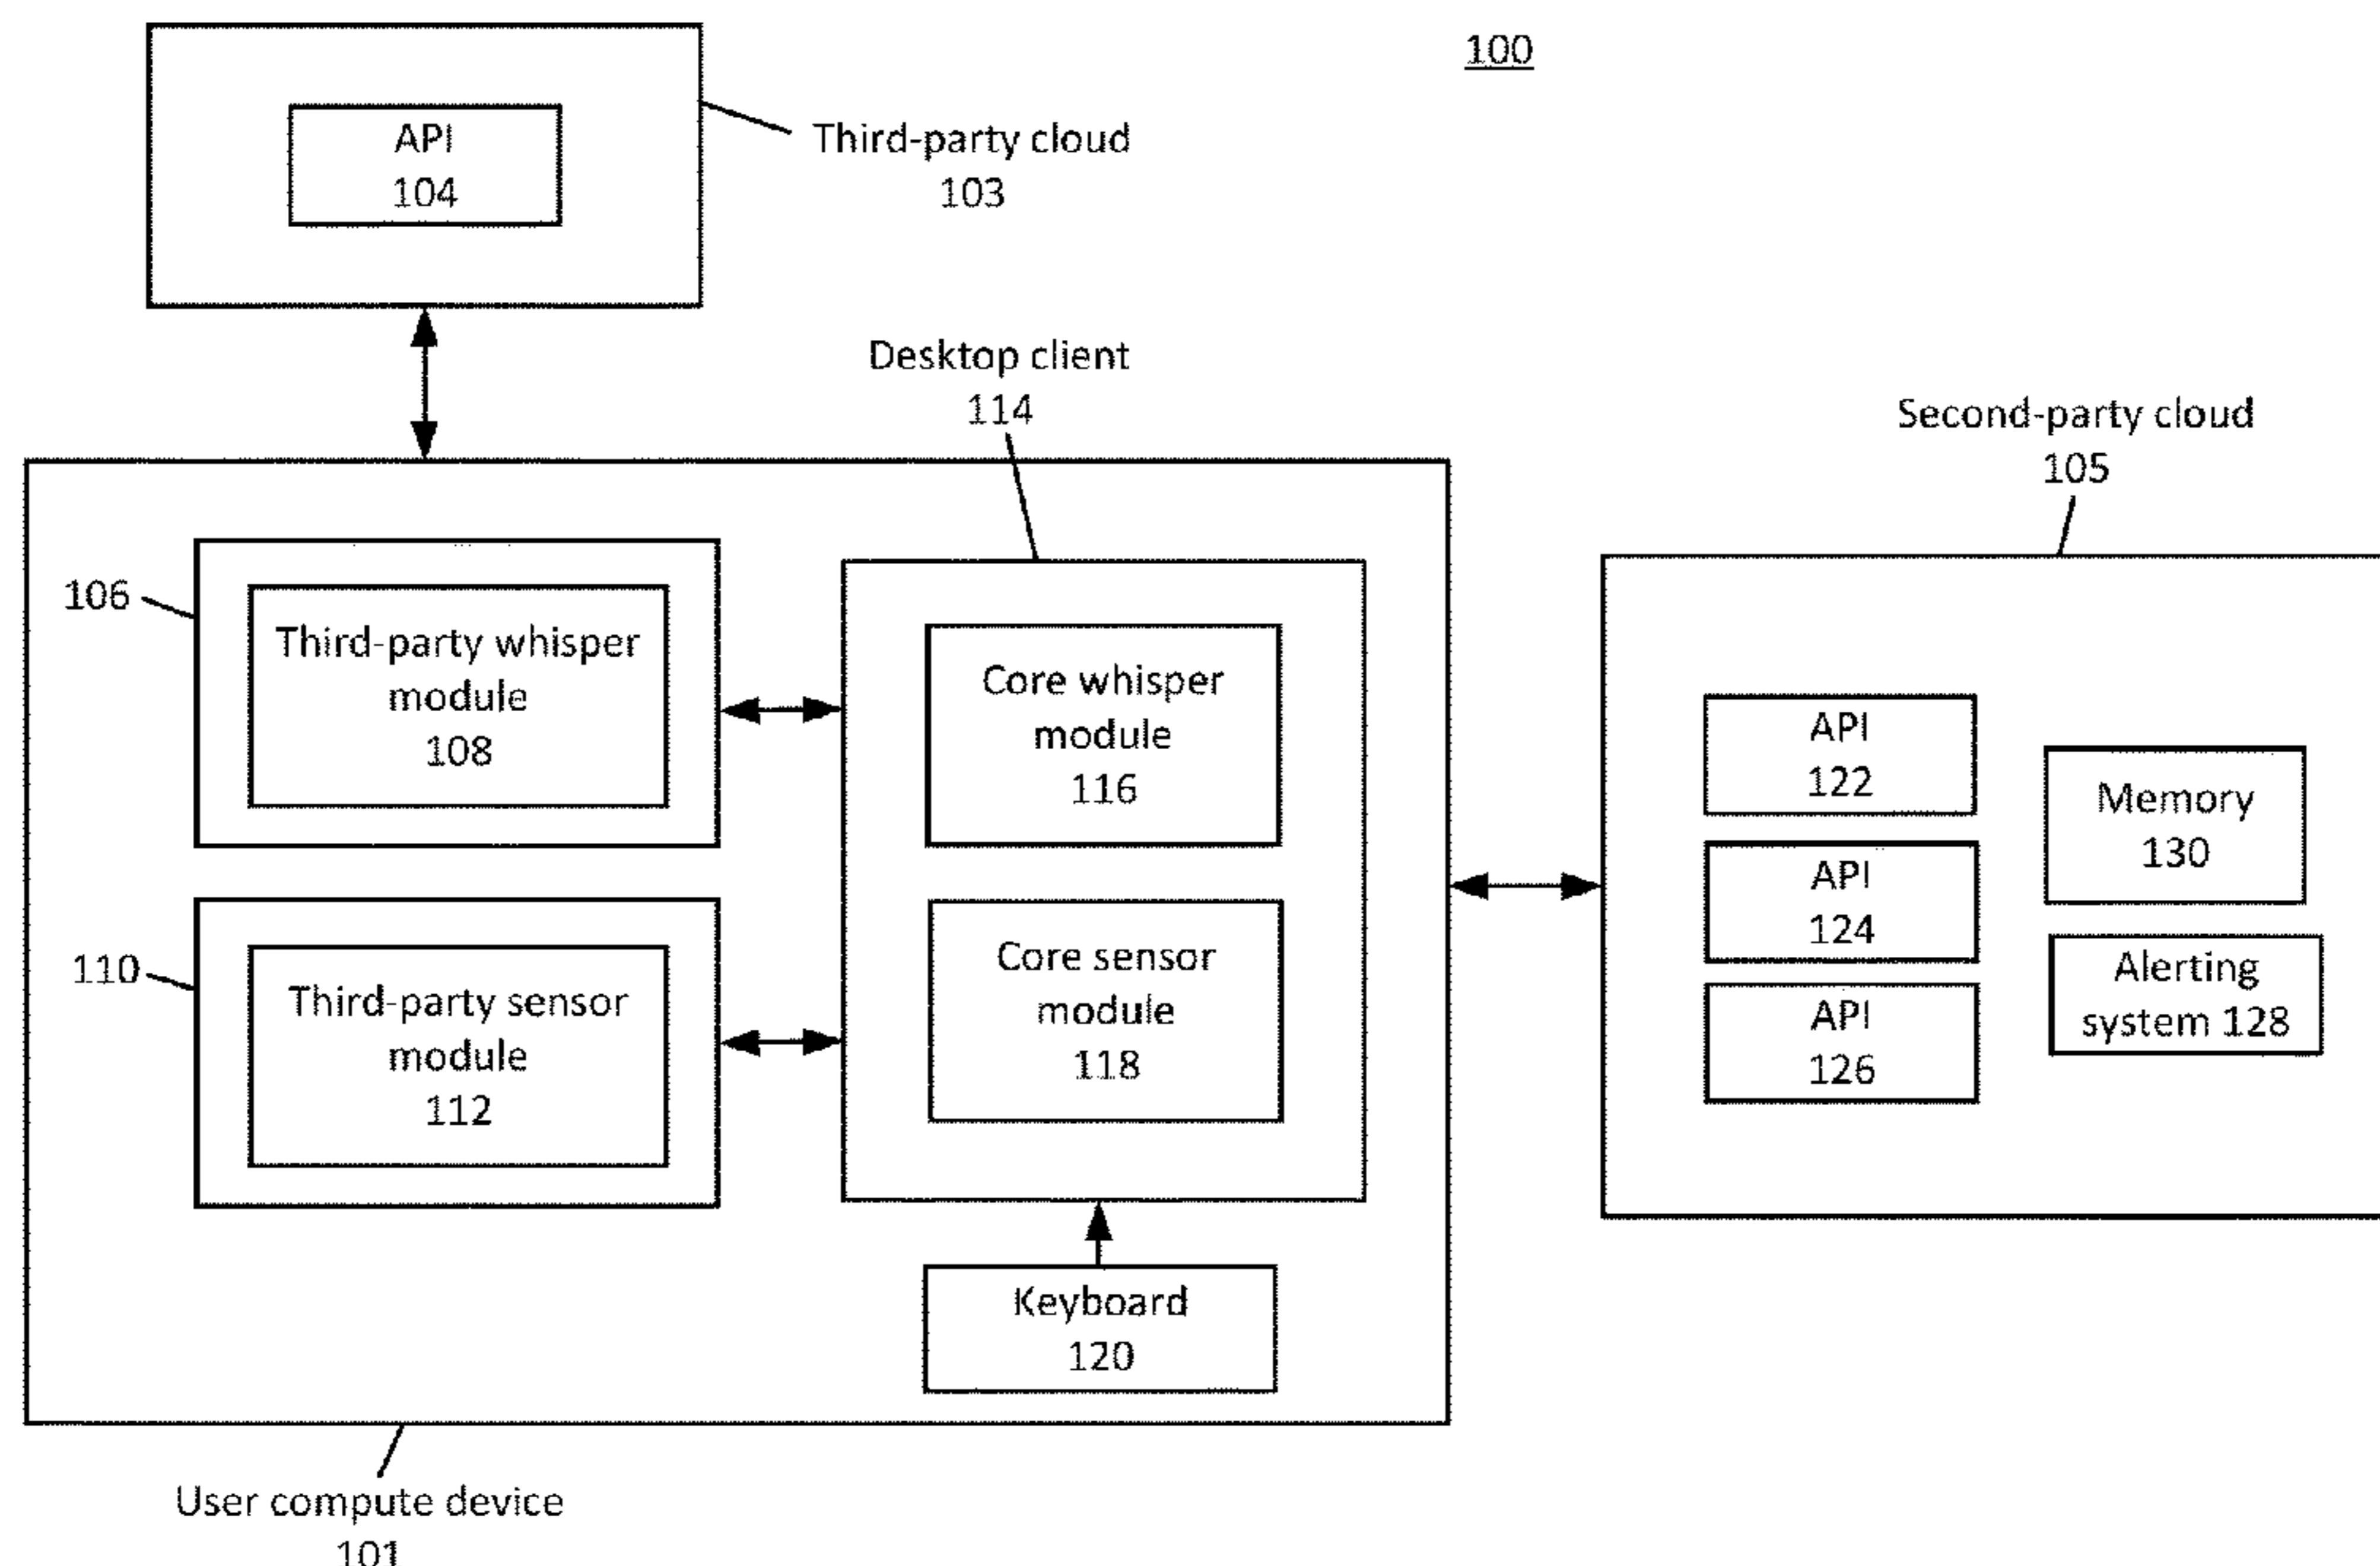 100
API
104
Third-party cloud
103
Desktop client
114
Second-party cloud
105
106
Third-party whisper
module
108
Core whisper
module
116
110
Third-party sensor
module
112
Core sensor
module
118
Keyboard
120
API
122
API
124
API
126
Memory
130
Alerting
system 128
User compute device
101